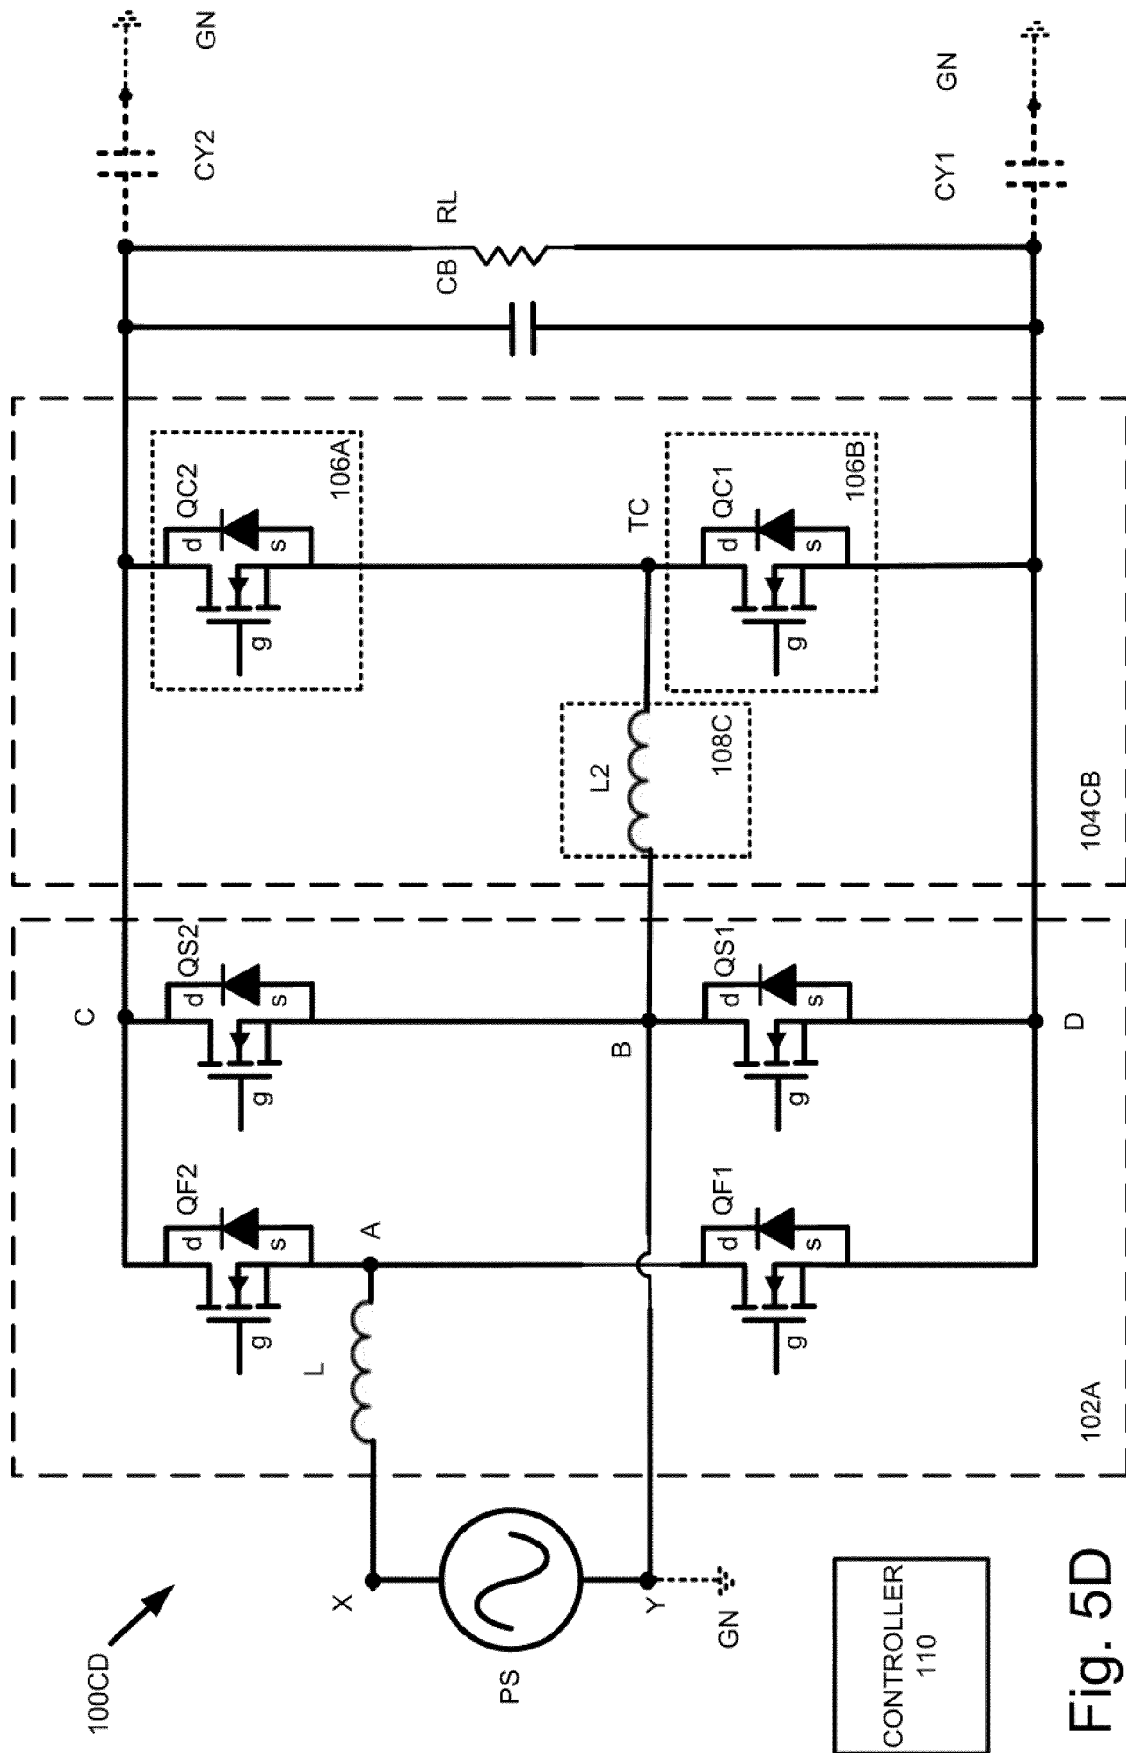 100CD
X
PS
Y
GN
CONTROLLER
110
L
A
QF2
d
s
g
QF1
d
s
g
102A
C
QS2
d
s
g
B
QS1
d
s
g
D
L2
108C
TC
QC2
d
s
g
106A
QC1
d
s
g
106B
104CB
CB
RL
CY2
GN
CY1
GN
Fig. 5D